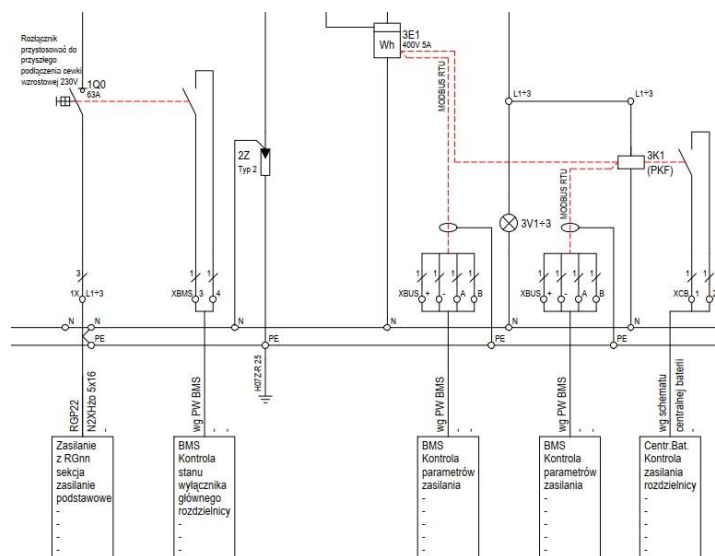 Rozłącznik
przystosować do
przyszłego
podłączenia cewki
wzrostowej 230V
1Q0
63A
2Z
Typ 2
Wh
3E1
400V 5A
MODBUS RTU
L1÷3
L1÷3
3K1
(PKF)
MODBUS RTU
3V1÷3
3
1X L1÷3
1 1
XBMS 3 4
1 1 1 1
XBUS + - A B
1 1 1 1
XBUS + - A B
1 1
XCB 1 2
N N N N N N
PE PE PE PE
RGP22
N2XHżo 5x16
wg PW BMS
H07Z-R 25
wg PW BMS
wg PW BMS
wg schematu
centralnej baterii
Zasilanie
z RGnn
sekcja
zasilanie
podstawowe
-
-
-
-
BMS
Kontrola
stanu
wyłącznika
głównego
rozdzielnicy
-
-
-
BMS
Kontrola
parametrów
zasilania
-
-
-
-
-
BMS
Kontrola
parametrów
zasilania
-
-
-
-
-
Centr.Bat.
Kontrola
zasilania
rozdzielnicy
-
-
-
-
-